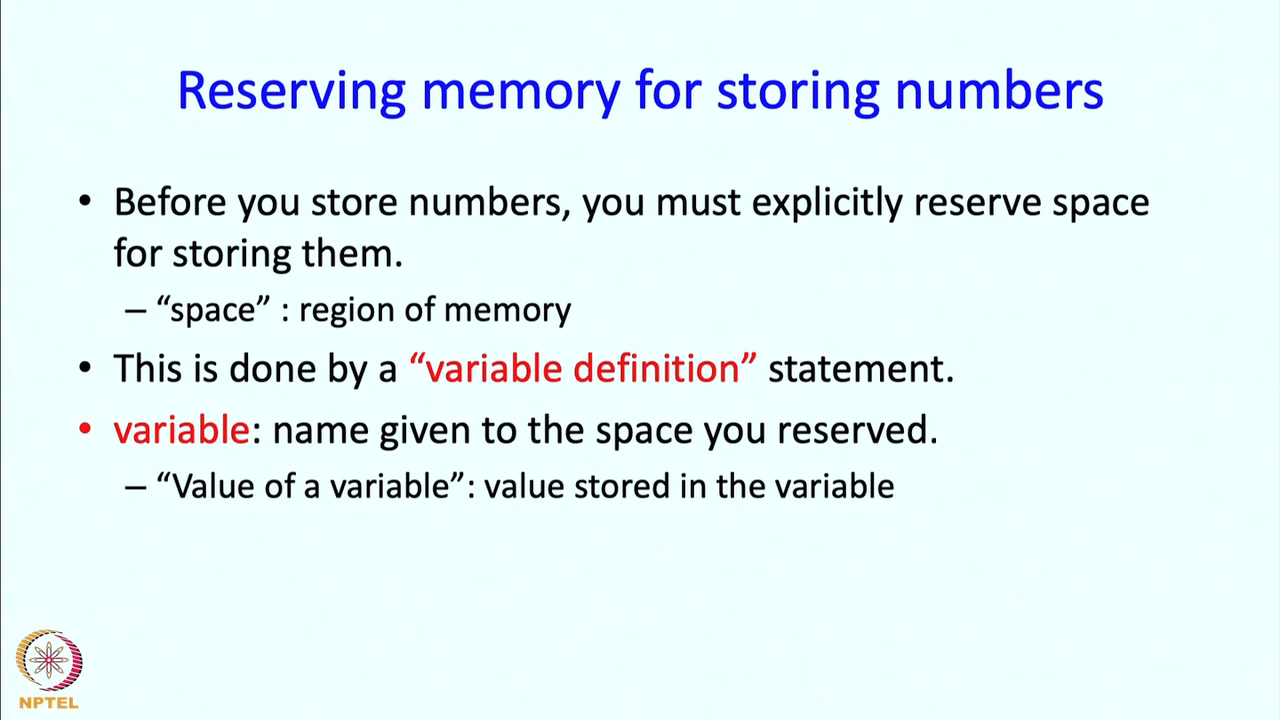 Reserving memory for storing numbers
• Before you store numbers, you must explicitly reserve space
for storing them.
– “space” : region of memory
• This is done by a “variable definition” statement.
• variable: name given to the space you reserved.
– “Value of a variable”: value stored in the variable
NPTEL